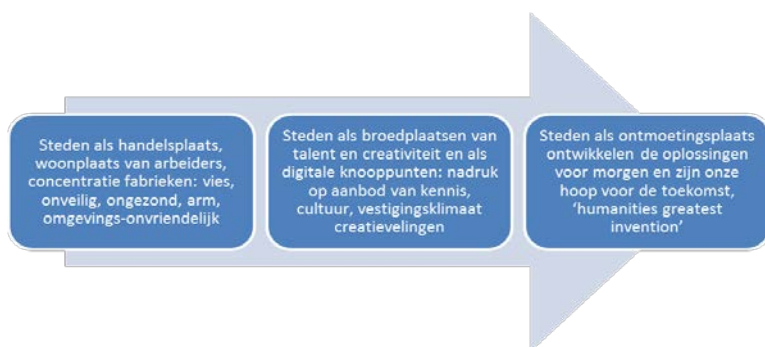 Steden als handelsplaats,
woonplaats van arbeiders,
concentratie fabrieken: vies,
onveilig, ongezond, arm,
omgevings-onvriendelijk
Steden als broedplaatsen van
talent en creativiteit en als
digitale knooppunten: nadruk
op aanbod van kennis,
cultuur, vestigingsklimaat
creatievelingen
Steden als ontmoetingsplaats
ontwikkelen de oplossingen
voor morgen en zijn onze
hoop voor de toekomst,
‘humanities greatest
invention’